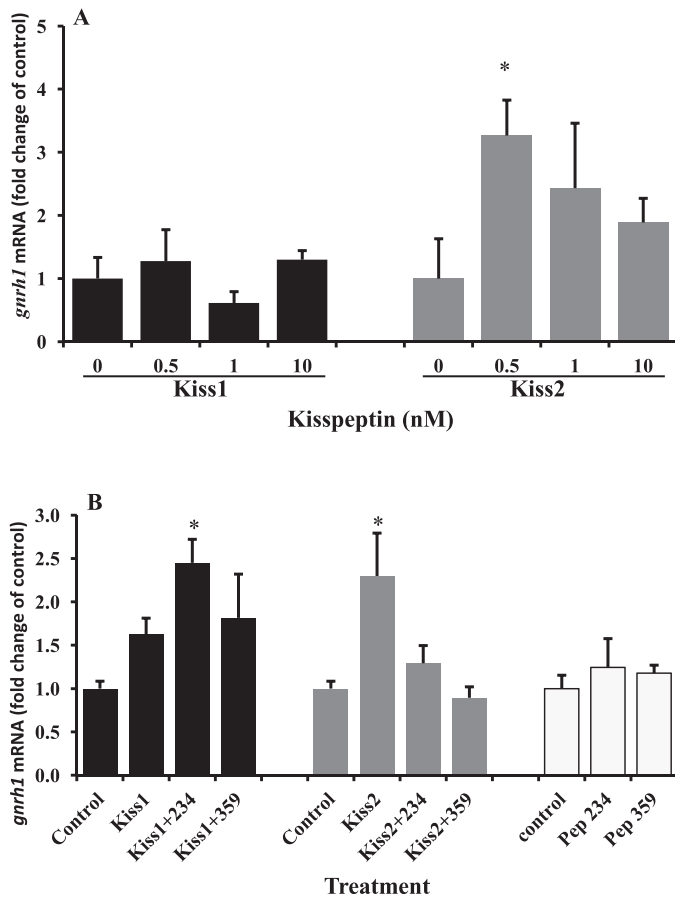 A
gnrh1 mRNA (fold change of control)
5
4
3
2
1
0
*
0 0.5 1 10 0 0.5 1 10
Kiss1 Kiss2
Kisspeptin (nM)
B
gnrh1 mRNA (fold change of control)
3.0
2.5
2.0
1.5
1.0
0.5
0.0
* *
Control Kiss1 Kiss1+234 Kiss1+359 Control Kiss2 Kiss2+234 Kiss2+359 control Pep 234 Pep 359
Treatment